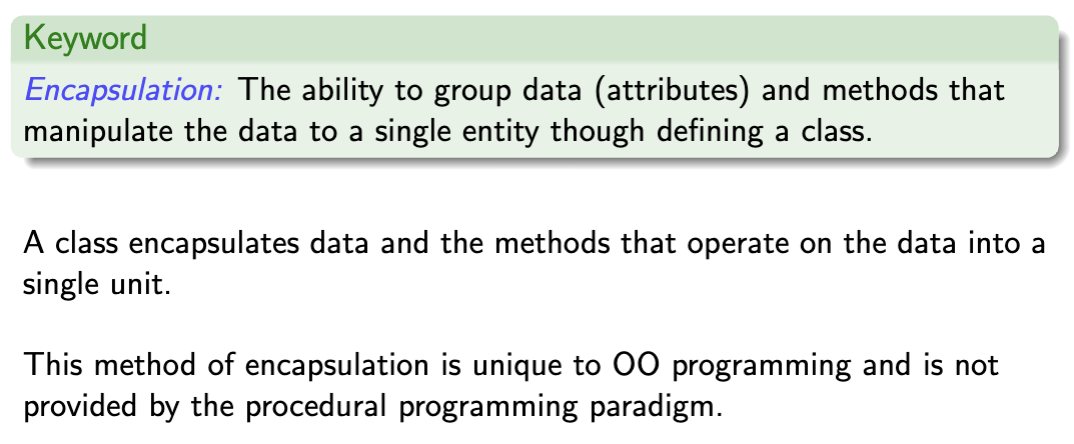 Keyword
Encapsulation: The ability to group data (attributes) and methods that
manipulate the data to a single entity though defining a class.
A class encapsulates data and the methods that operate on the data into a
single unit.
This method of encapsulation is unique to OO programming and is not
provided by the procedural programming paradigm.